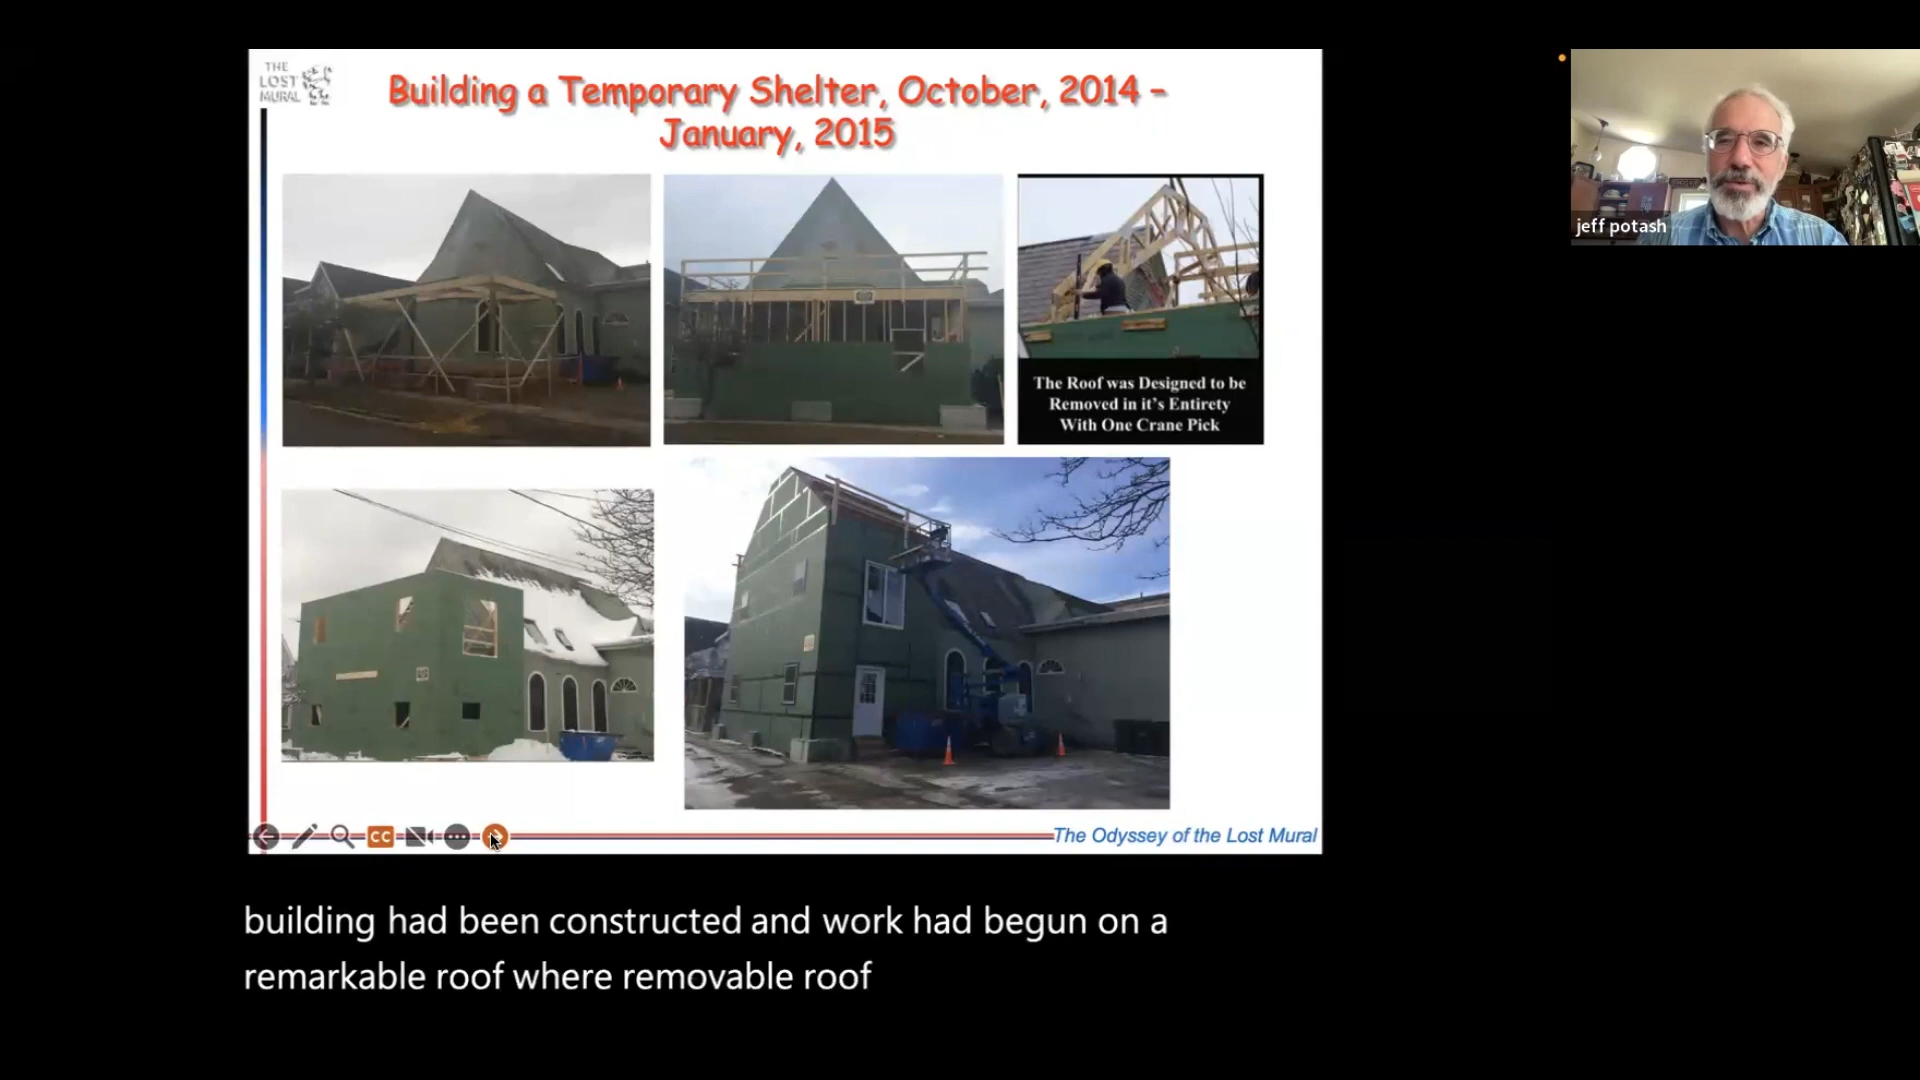 THE
LOST
MURAL
Building a Temporary Shelter, October, 2014 –
January, 2015
jeff potash
The Roof was Designed to be
Removed in it's Entirety
With One Crane Pick
CC
The Odyssey of the Lost Mural
building had been constructed and work had begun on a
remarkable roof where removable roof